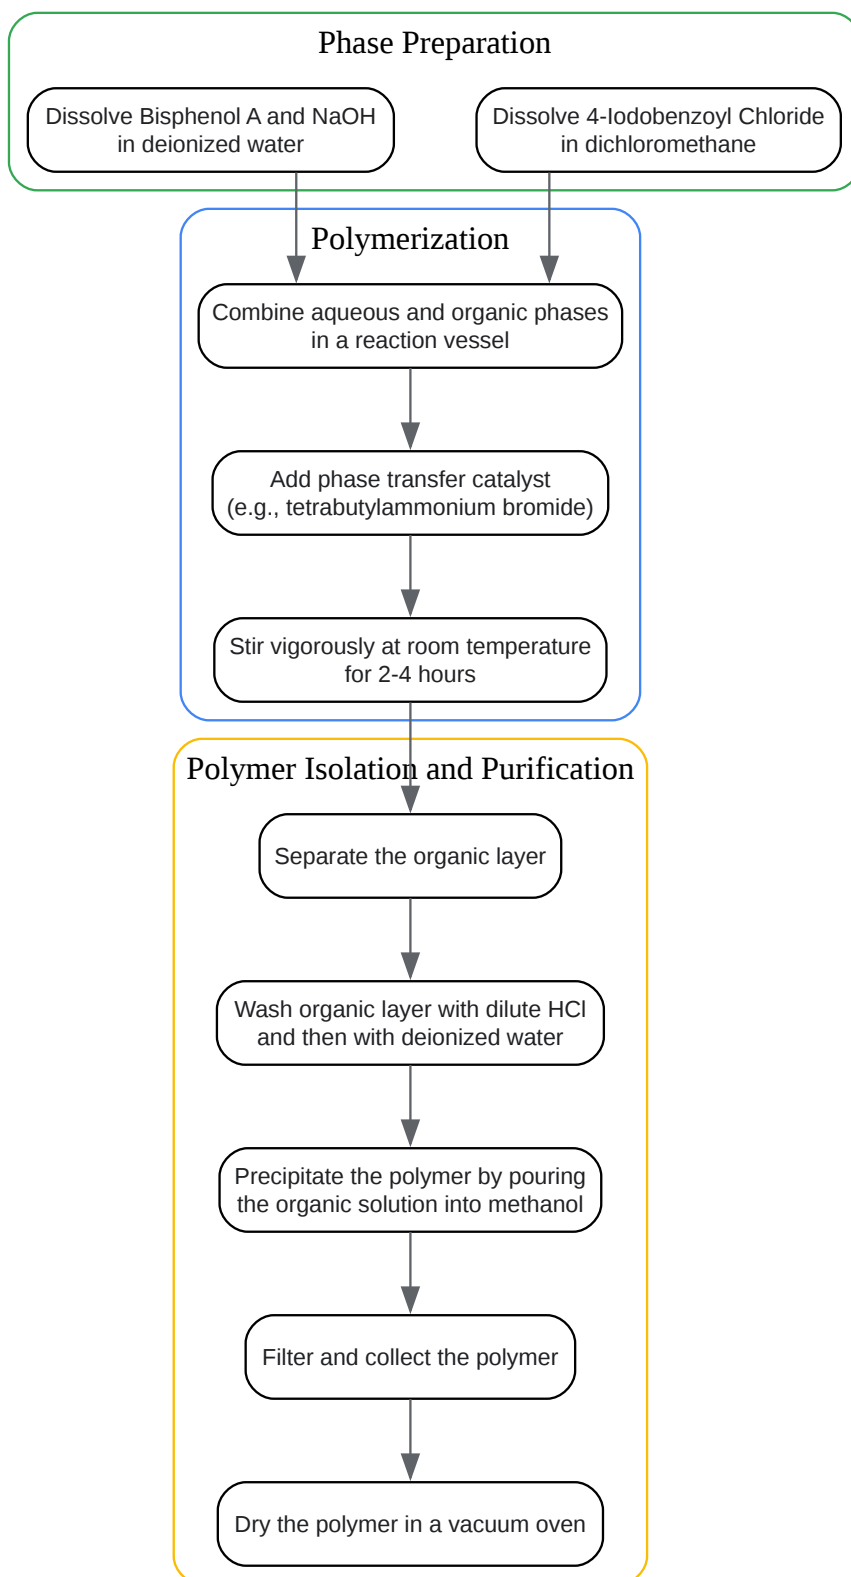 Phase Preparation
Dissolve Bisphenol A and NaOH
in deionized water
Dissolve 4-Iodobenzoyl Chloride
in dichloromethane
Polymerization
Combine aqueous and organic phases
in a reaction vessel
Add phase transfer catalyst
(e.g., tetrabutylammonium bromide)
Stir vigorously at room temperature
for 2-4 hours
Polymer Isolation and Purification
Separate the organic layer
Wash organic layer with dilute HCl
and then with deionized water
Precipitate the polymer by pouring
the organic solution into methanol
Filter and collect the polymer
Dry the polymer in a vacuum oven